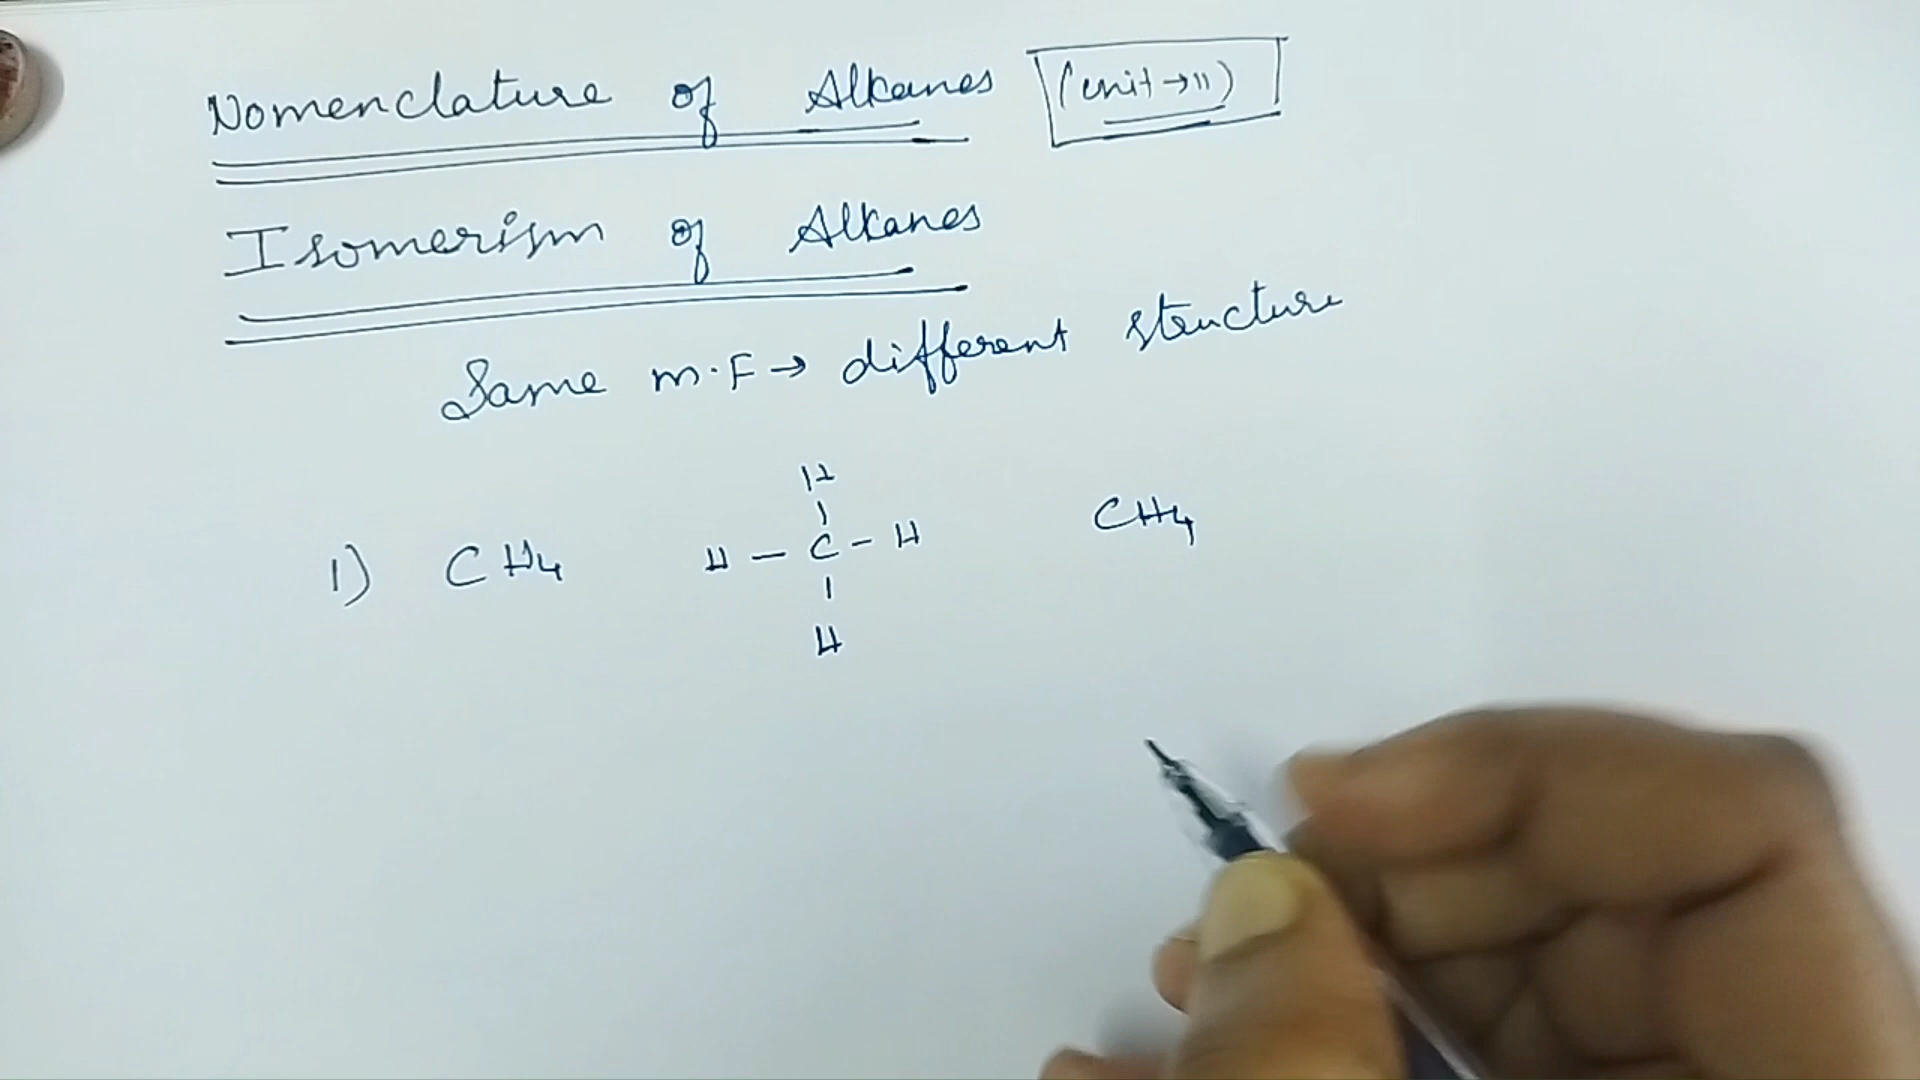 Nomenclature of Alkanes (unit → 11)
Isomerism of Alkanes
Same m.F → different structure
H
|
1) CH4 H – C – H CH4
|
H